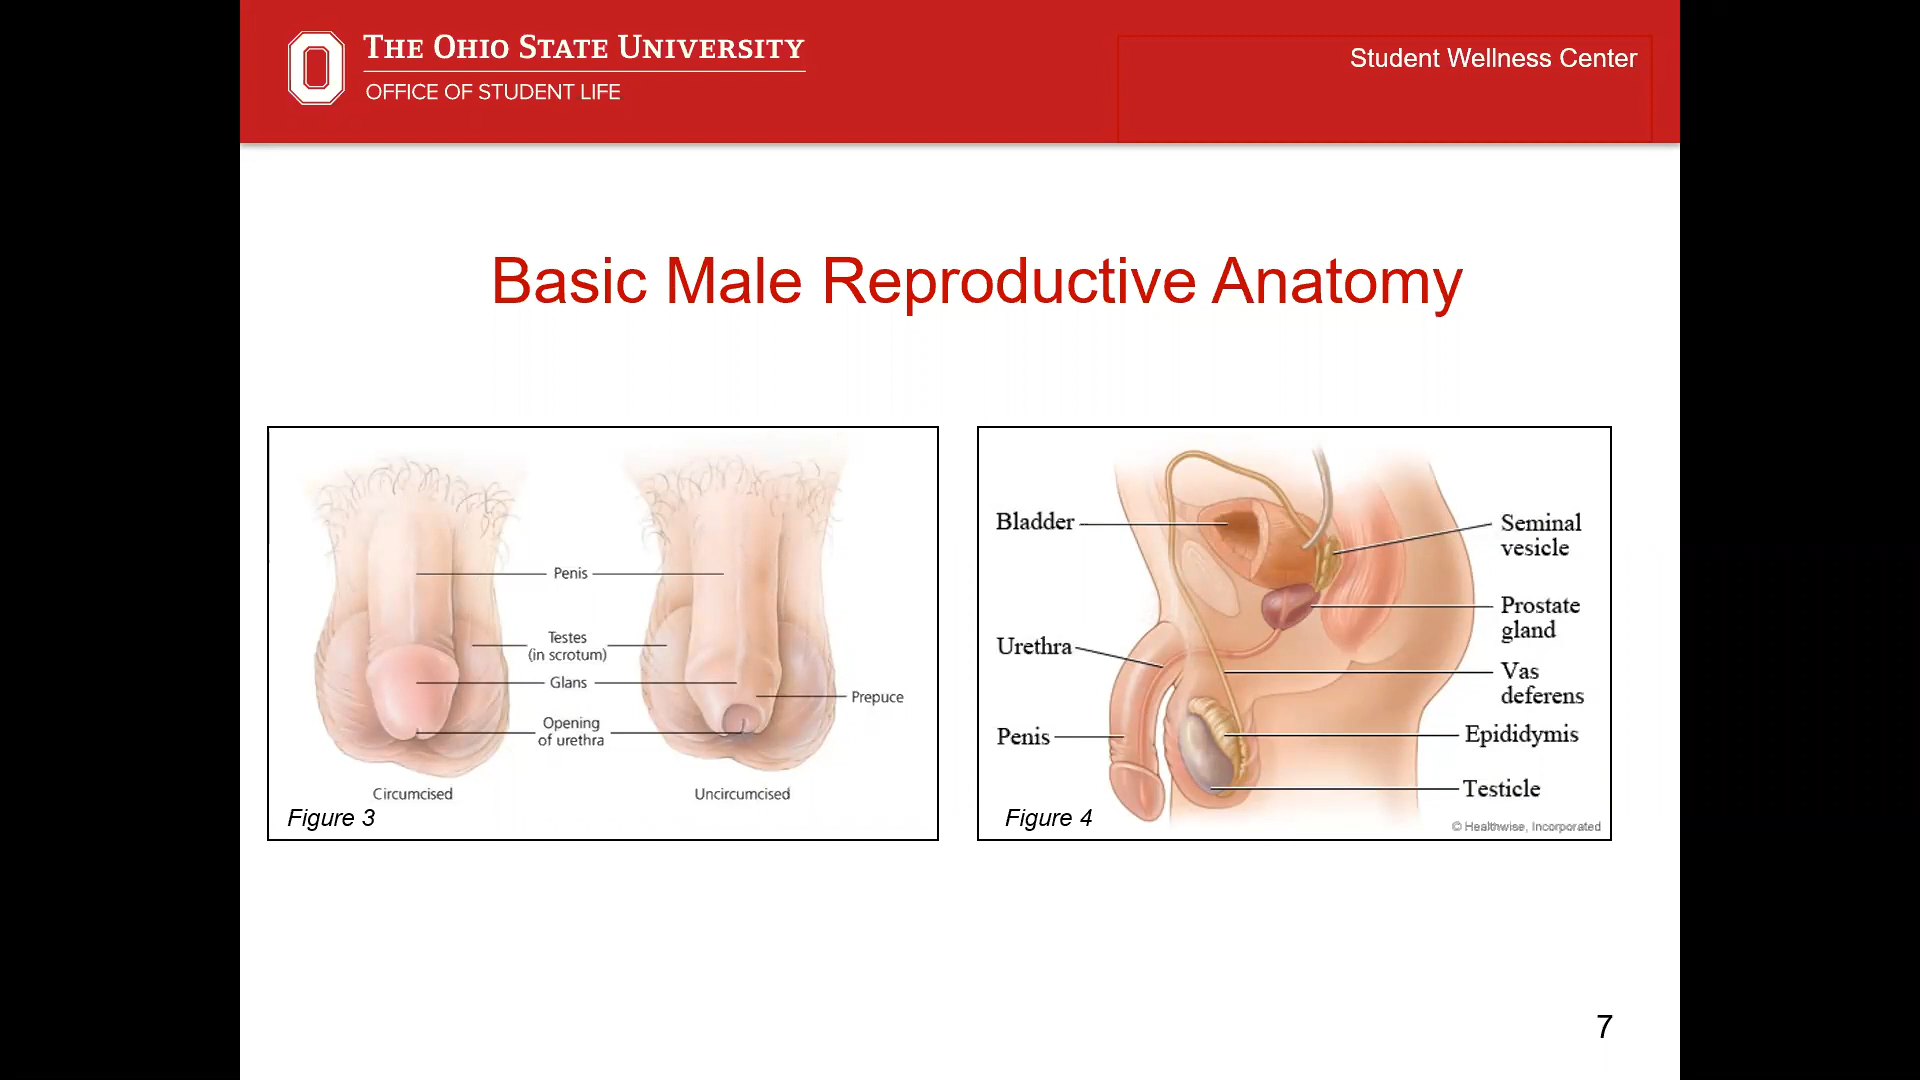 THE OHIO STATE UNIVERSITY
OFFICE OF STUDENT LIFE
Student Wellness Center
Basic Male Reproductive Anatomy
Penis
Testes
(in scrotum)
Glans
Prepuce
Opening
of urethra
Circumcised
Uncircumcised
Figure 3
Bladder
Seminal
vesicle
Prostate
gland
Urethra
Vas
deferens
Penis
Epididymis
Testicle
Figure 4
© Healthwise, Incorporated
7